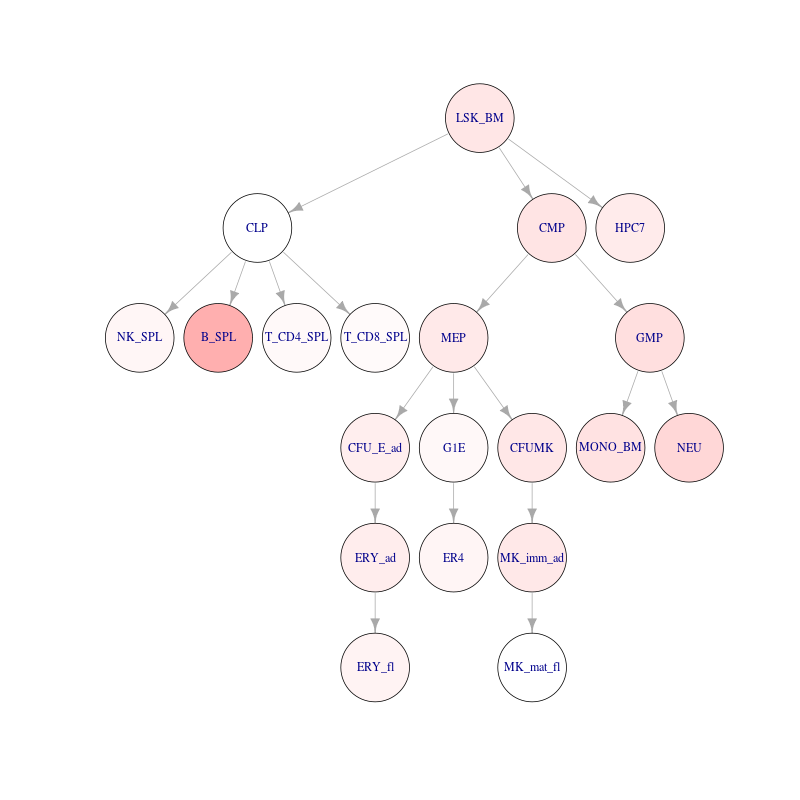 LSK_BM
CLP
CMP
HPC7
NK_SPL
B_SPL
T_CD4_SPL
T_CD8_SPL
MEP
GMP
CFU_E_ad
G1E
CFUMK
MONO_BM
NEU
ERY_ad
ER4
MK_imm_ad
ERY_fl
MK_mat_fl